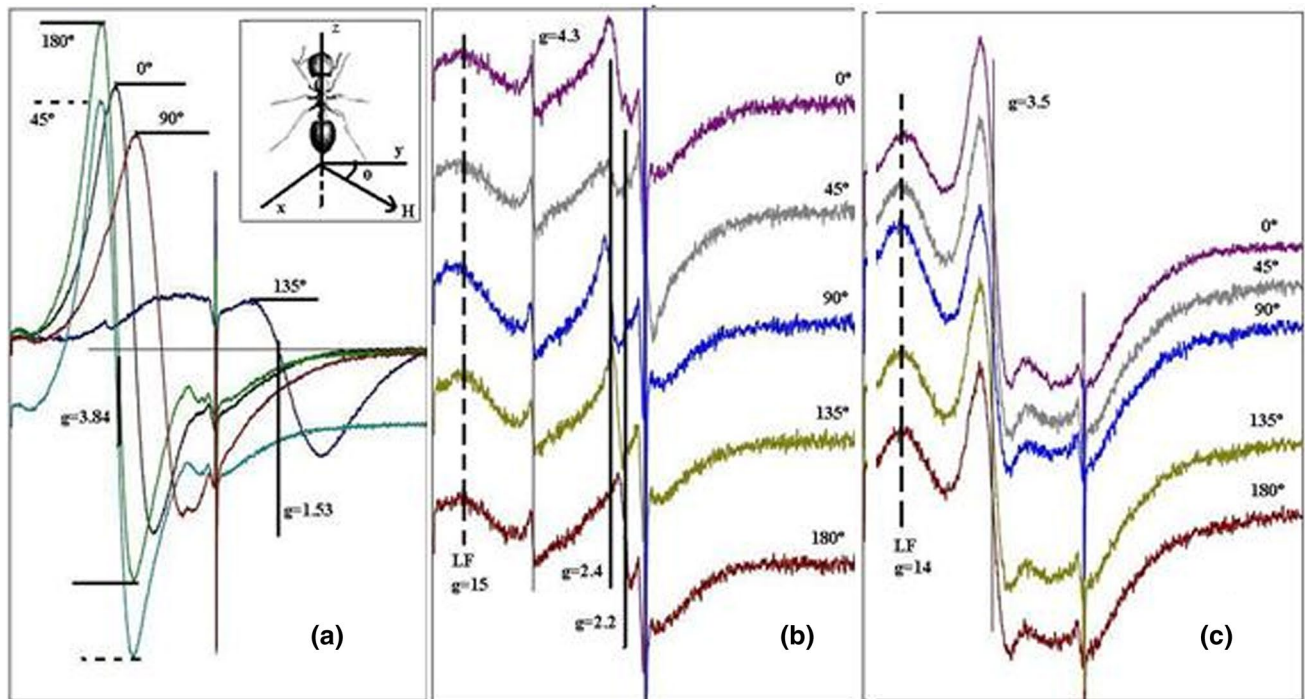 180°
0°
45°
90°
z
y
θ
x
H
135°
g=3.84
g=1.53
(a)
g=4.3
0°
45°
90°
135°
180°
LF
g=15
g=2.4
g=2.2
(b)
g=3.5
0°
45°
90°
135°
180°
LF
g=14
(c)